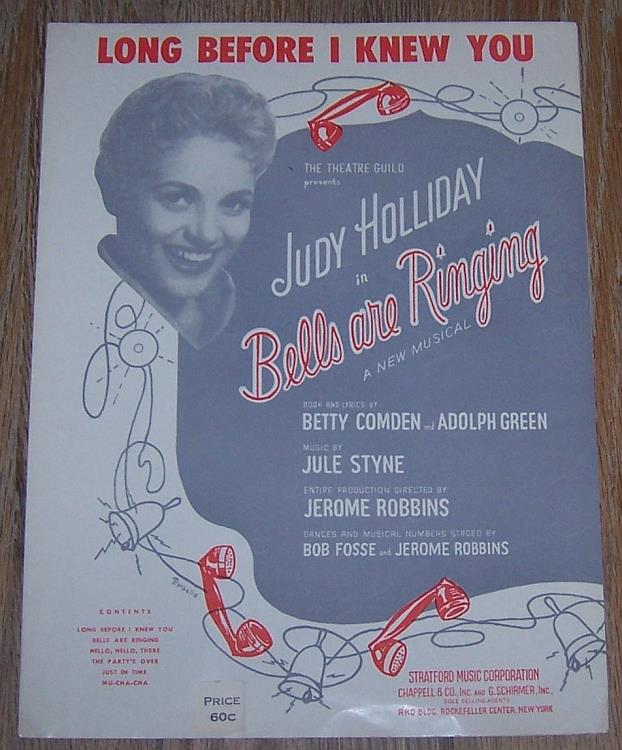 LONG BEFORE I KNEW YOU
THE THEATRE GUILD
presents
JUDY HOLLIDAY
in
Bells are Ringing
A NEW MUSICAL
BOOK AND LYRICS BY
BETTY COMDEN and ADOLPH GREEN
MUSIC BY
JULE STYNE
ENTIRE PRODUCTION DIRECTED BY
JEROME ROBBINS
DANCES AND MUSICAL NUMBERS STAGED BY
BOB FOSSE and JEROME ROBBINS
CONTENTS
LONG BEFORE I KNEW YOU
BELLS ARE RINGING
HELLO, HELLO, THERE
THE PARTY'S OVER
JUST IN TIME
MU-CHA-CHA
PRICE
60C
STRATFORD MUSIC CORPORATION
CHAPPELL & CO., INC. AND G. SCHIRMER, INC.,
SOLE SELLING AGENTS
RKO BLDG. ROCKEFELLER CENTER, NEW YORK